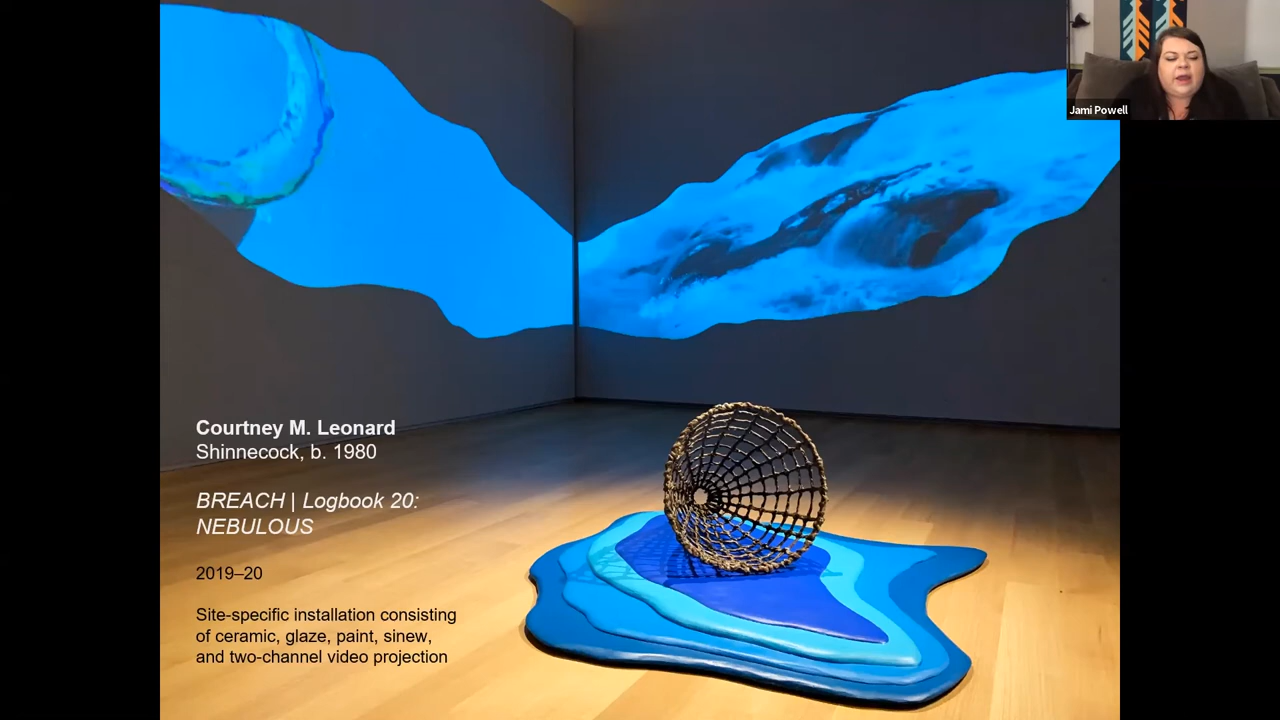 Jami Powell
Courtney M. Leonard
Shinnecock, b. 1980
BREACH | Logbook 20:
NEBULOUS
2019–20
Site-specific installation consisting
of ceramic, glaze, paint, sinew,
and two-channel video projection